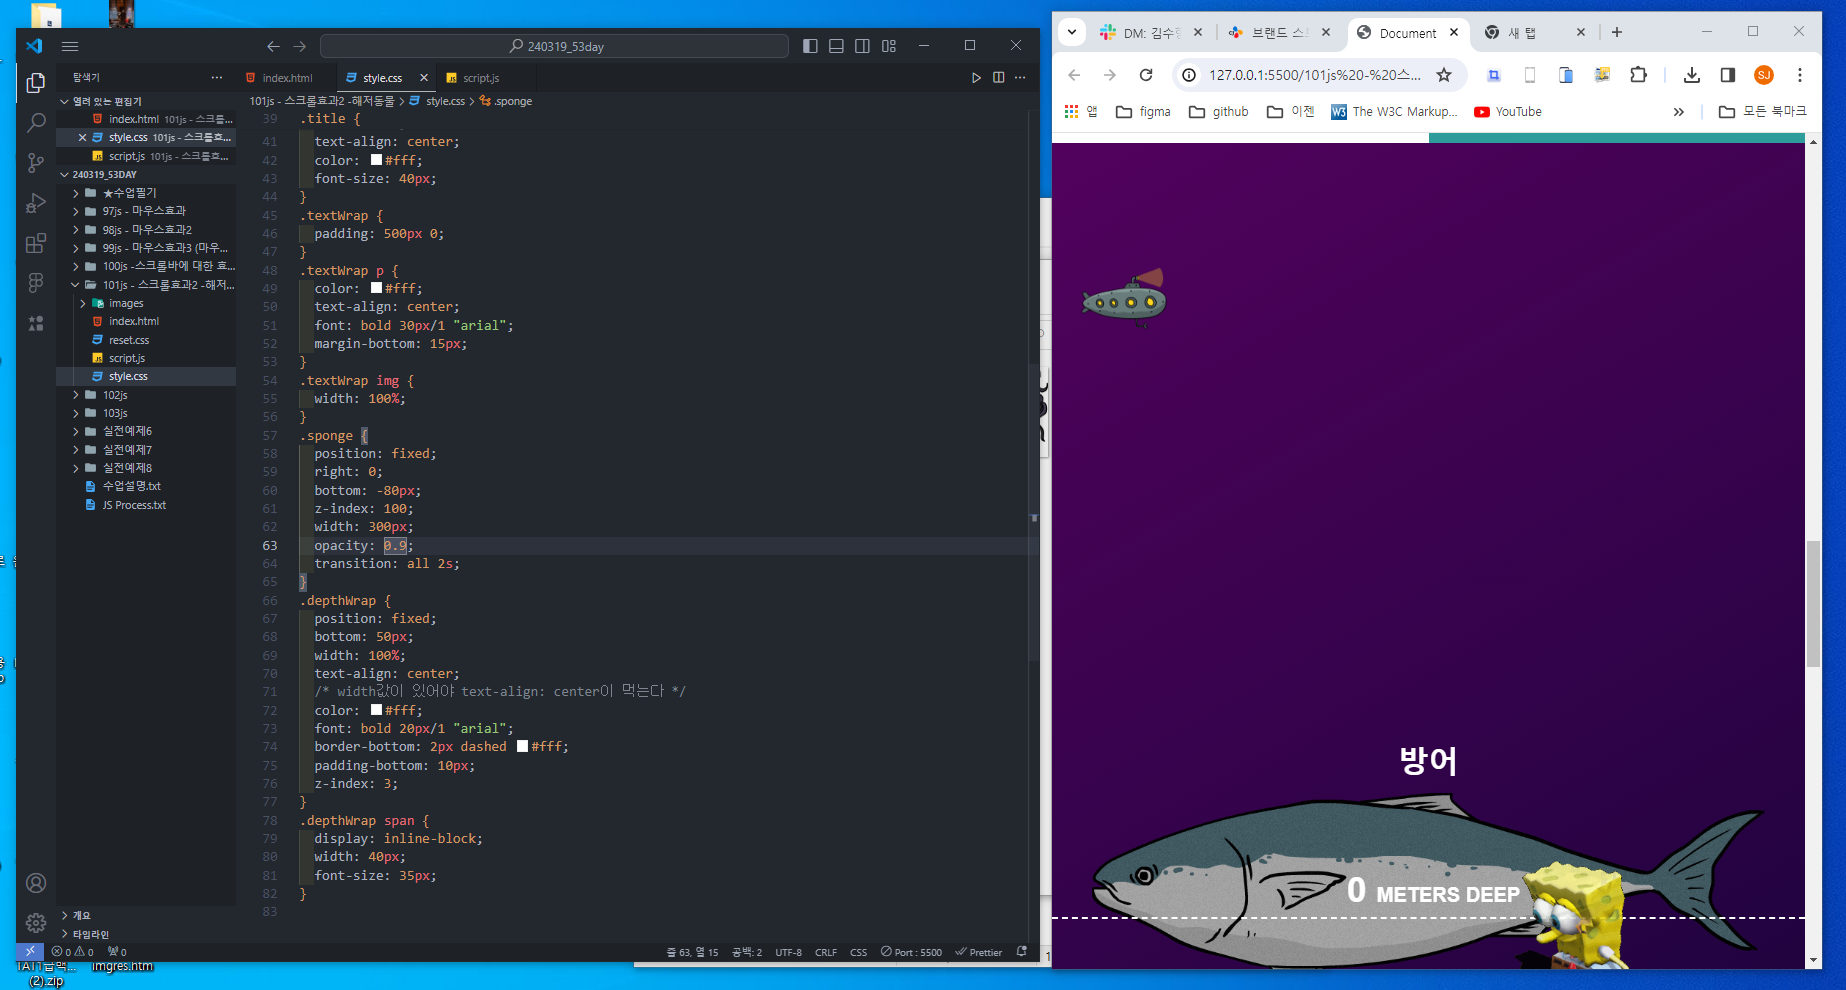 240319_53day
탐색기
index.html
style.css
script.js
열려 있는 편집기
index.html 101js - 스크롤...
style.css 101js - 스크롤효...
script.js 101js - 스크롤효...
240319_53DAY
★수업필기
97js - 마우스효과
98js - 마우스효과2
99js - 마우스효과3 (마우...
100js -스크롤바에 대한 효...
101js - 스크롤효과2 -해저...
images
index.html
reset.css
script.js
style.css
102js
103js
실전예제6
실전예제7
실전예제8
수업설명.txt
JS Process.txt
개요
타임라인
101js - 스크롤효과2 -해저동물 > style.css > .sponge
39 .title {
41 text-align: center;
42 color: #fff;
43 font-size: 40px;
44 }
45 .textWrap {
46 padding: 500px 0;
47 }
48 .textWrap p {
49 color: #fff;
50 text-align: center;
51 font: bold 30px/1 "arial";
52 margin-bottom: 15px;
53 }
54 .textWrap img {
55 width: 100%;
56 }
57 .sponge {
58 position: fixed;
59 right: 0;
60 bottom: -80px;
61 z-index: 100;
62 width: 300px;
63 opacity: 0.9;
64 transition: all 2s;
65 }
66 .depthWrap {
67 position: fixed;
68 bottom: 50px;
69 width: 100%;
70 text-align: center;
71 /* width값이 있어야 text-align: center이 먹는다 */
72 color: #fff;
73 font: bold 20px/1 "arial";
74 border-bottom: 2px dashed #fff;
75 padding-bottom: 10px;
76 z-index: 3;
77 }
78 .depthWrap span {
79 display: inline-block;
80 width: 40px;
81 font-size: 35px;
82 }
83
0 0 0
줄 63, 열 15 공백: 2 UTF-8 CRLF CSS Port : 5500 Prettier
imgres.htm
(2).zip
DM: 김수
브랜드 스
Document
새 탭
127.0.0.1:5500/101js%20-%20스...
SJ
앱 figma github 이젠 The W3C Markup... YouTube » 모든 북마크
방어
0 METERS DEEP